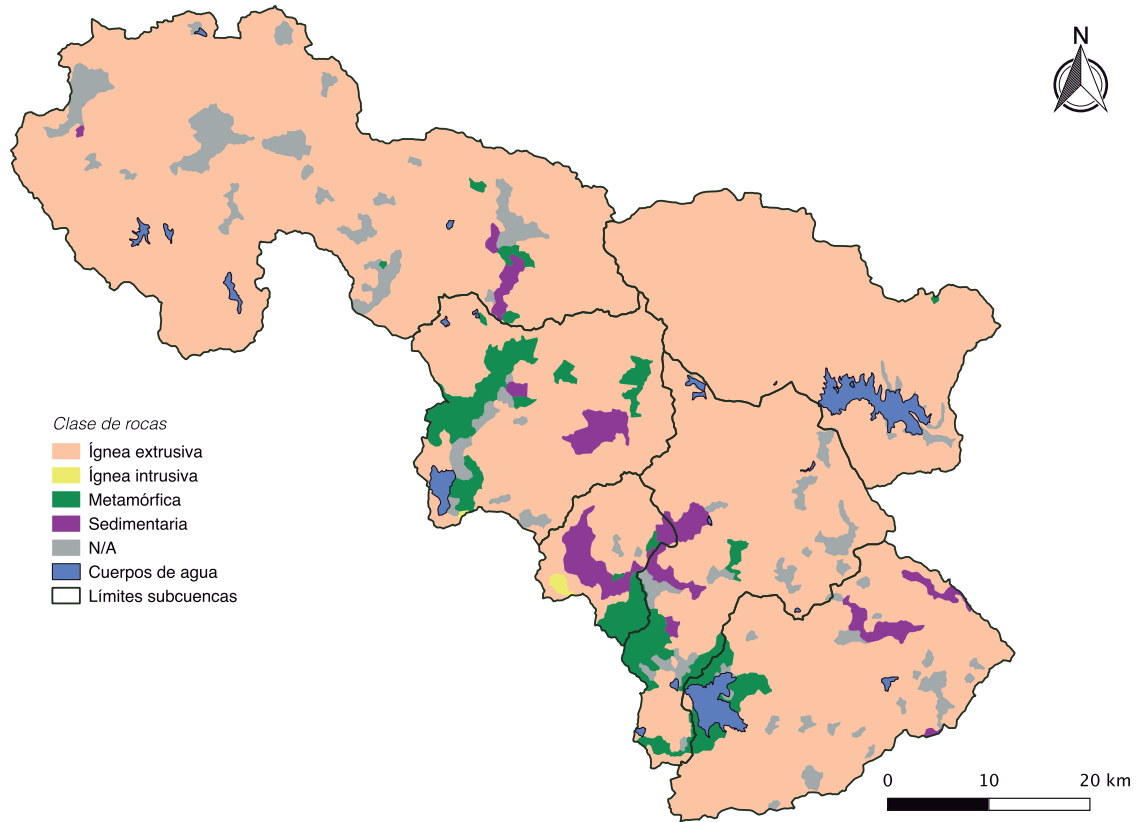 N
Clase de rocas
Ígnea extrusiva
Ígnea intrusiva
Metamórfica
Sedimentaria
N/A
Cuerpos de agua
Límites subcuencas
0 10 20 km